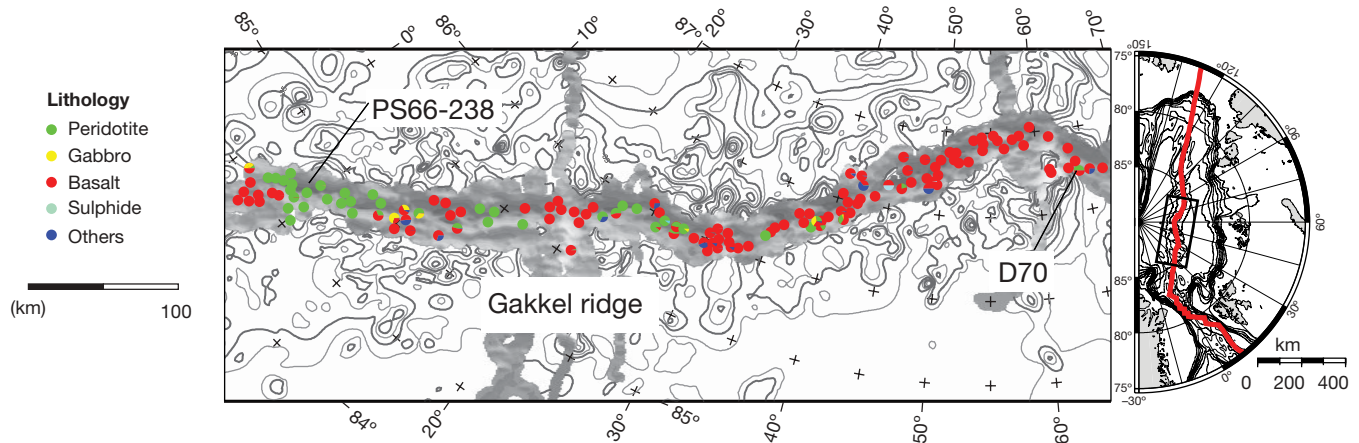 85° 0° 86° 10° 87° 20° 30° 40° 50° 60° 70°
Lithology
Peridotite
Gabbro
Basalt
Sulphide
Others
(km) 100
PS66-238
Gakkel ridge
D70
84° 20° 30° 85° 40° 50° 60°
150°
120°
90°
60°
30°
0°
-30°
75°
80°
85°
85°
80°
75°
km
0 200 400